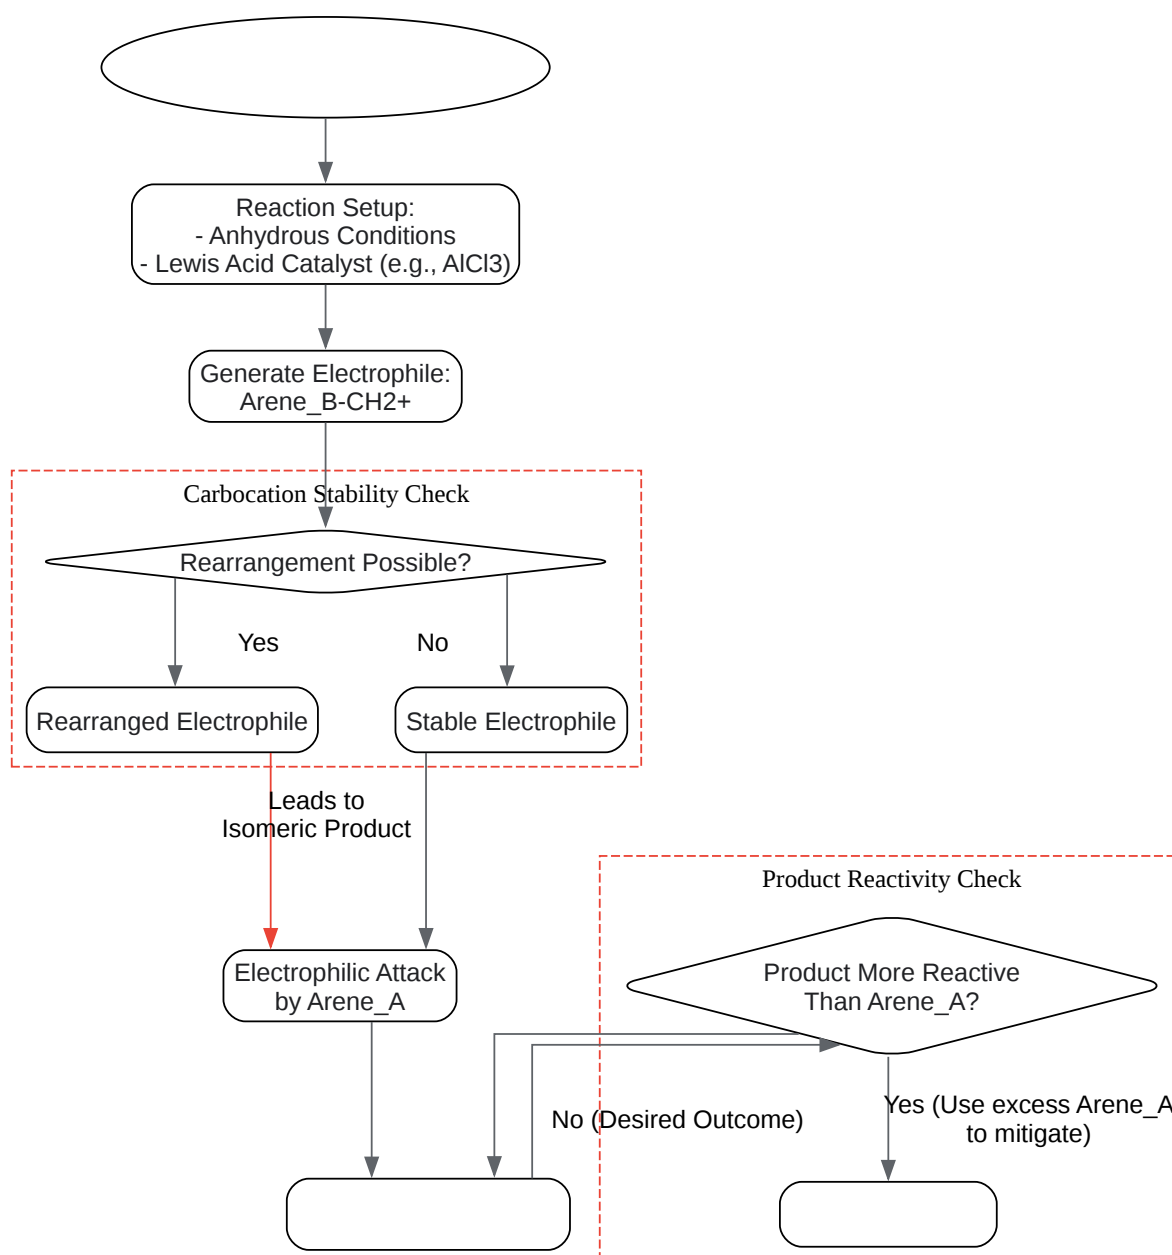 Reaction Setup:
- Anhydrous Conditions
- Lewis Acid Catalyst (e.g., AlCl3)
Generate Electrophile:
Arene_B-CH2+
Carbocation Stability Check
Rearrangement Possible?
Yes
No
Rearranged Electrophile
Stable Electrophile
Leads to
Isomeric Product
Product Reactivity Check
Electrophilic Attack
by Arene_A
Product More Reactive
Than Arene_A?
No (Desired Outcome)
Yes (Use excess Arene_A
to mitigate)